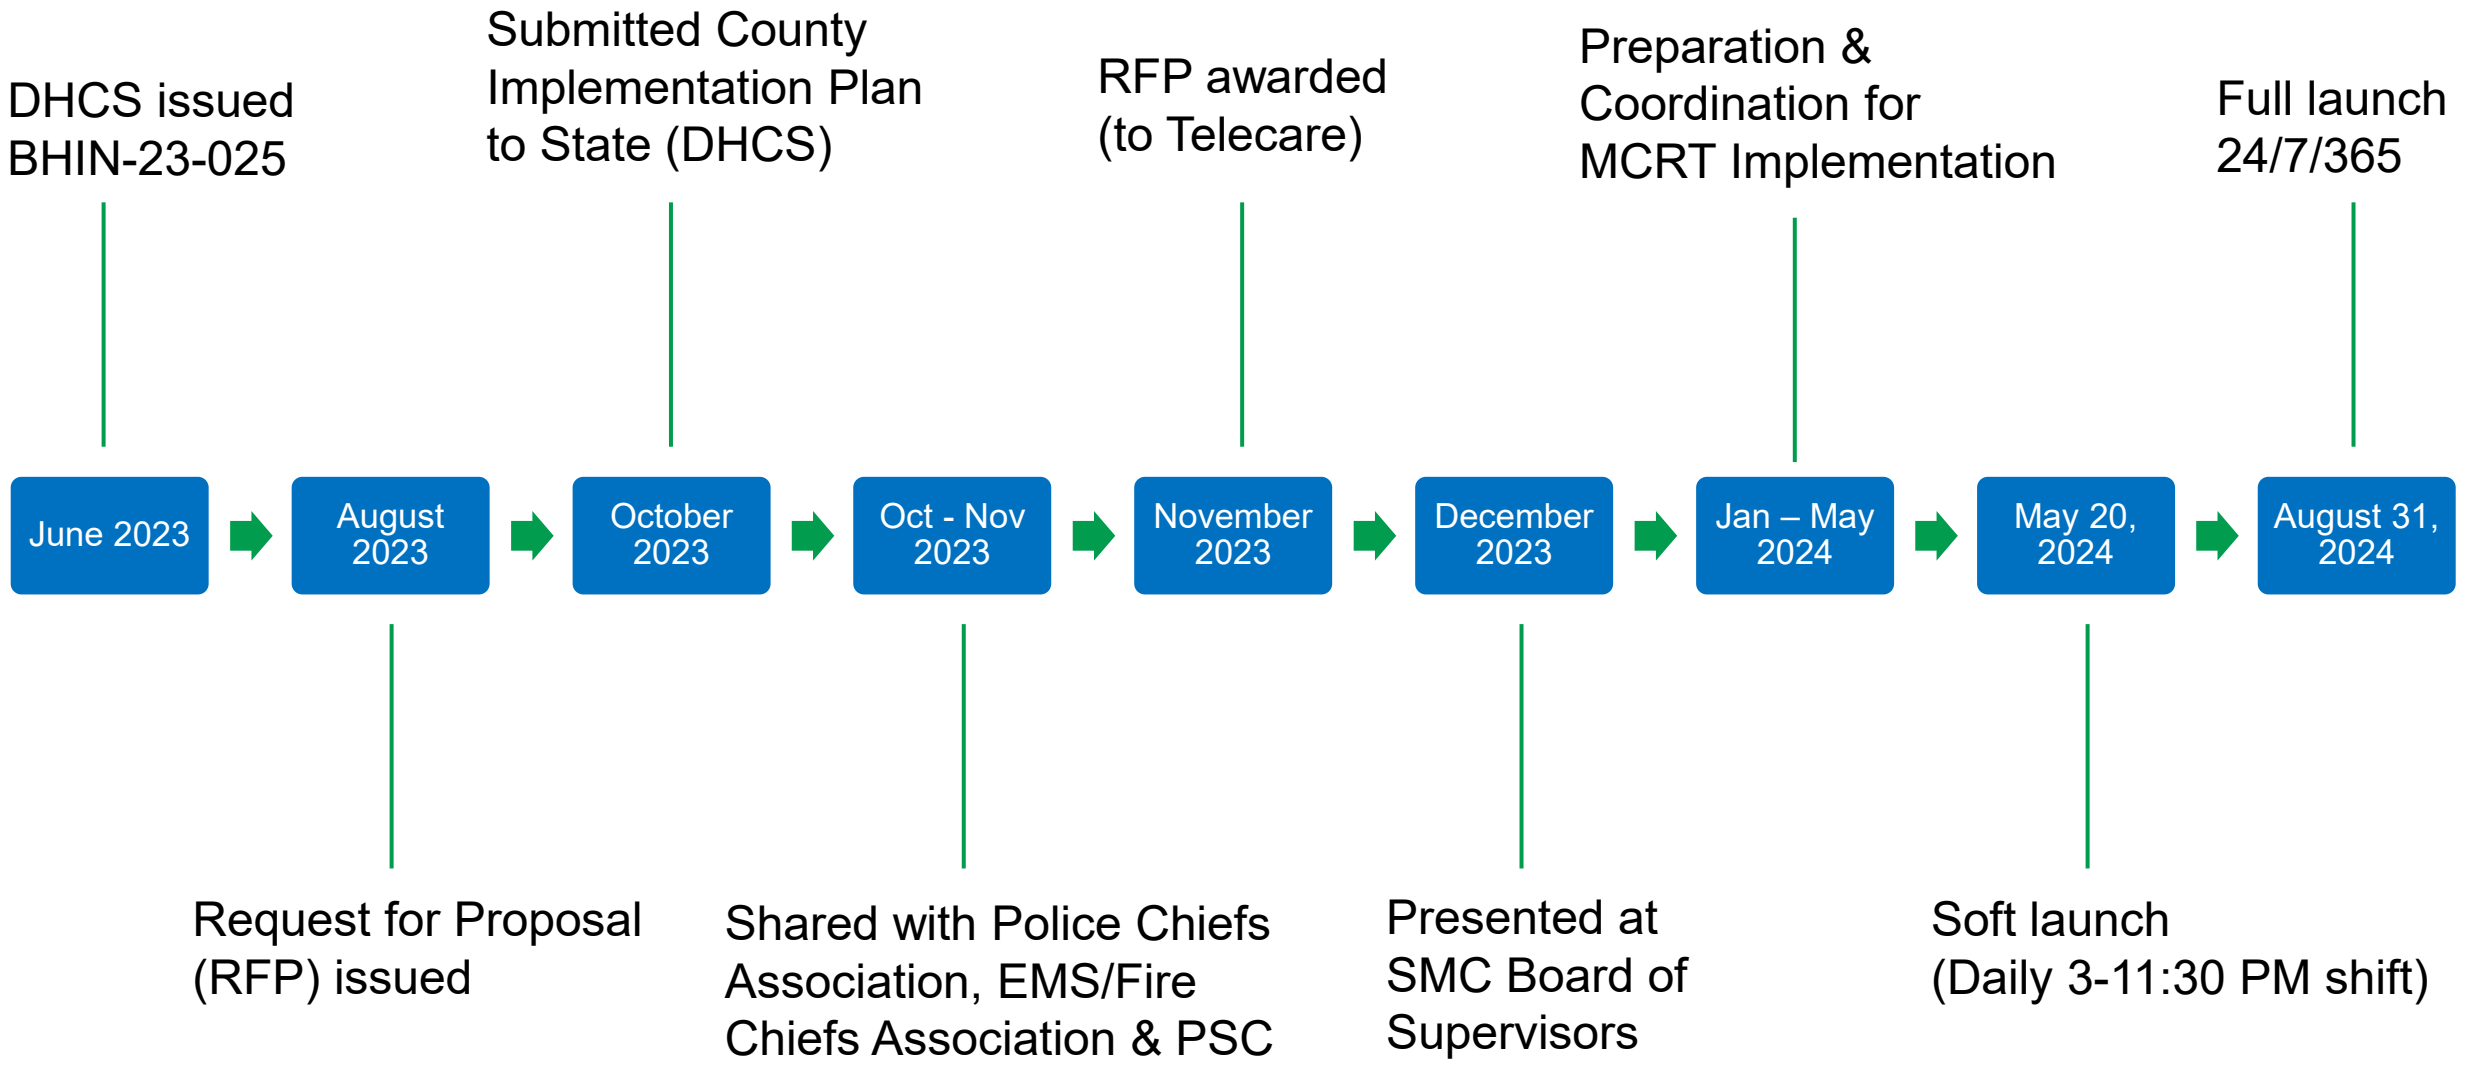 DHCS issued
BHIN-23-025
Submitted County
Implementation Plan
to State (DHCS)
RFP awarded
(to Telecare)
Preparation &
Coordination for
MCRT Implementation
Full launch
24/7/365
June 2023
August
2023
October
2023
Oct - Nov
2023
November
2023
December
2023
Jan – May
2024
May 20,
2024
August 31,
2024
Request for Proposal
(RFP) issued
Shared with Police Chiefs
Association, EMS/Fire
Chiefs Association & PSC
Presented at
SMC Board of
Supervisors
Soft launch
(Daily 3-11:30 PM shift)